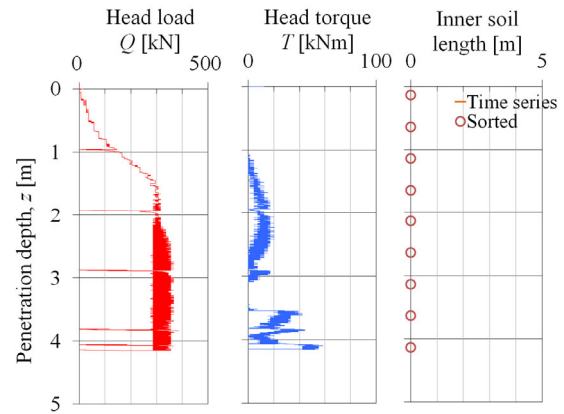 Head load
Q [kN]
0 500
Head torque
T [kNm]
0 100
Inner soil
length [m]
0 5
Time series
Sorted
Penetration depth, z [m]
0
1
2
3
4
5